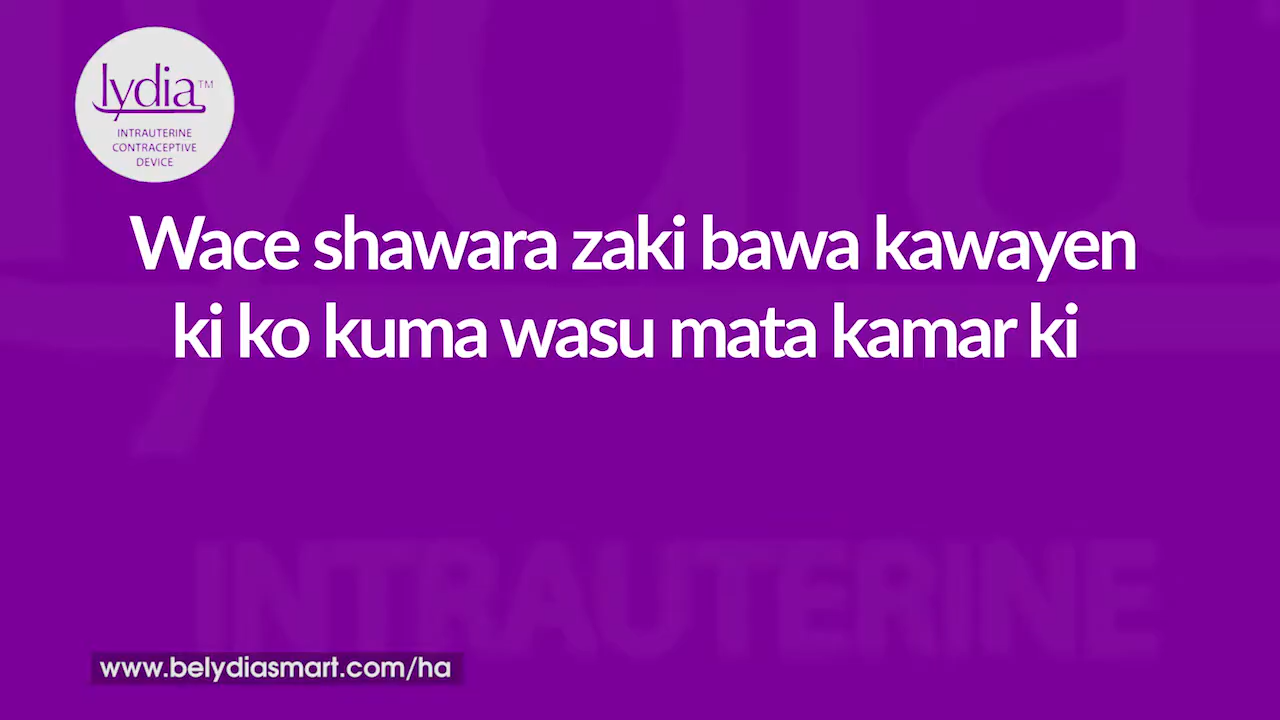 lydia™
INTRAUTERINE
CONTRACEPTIVE
DEVICE
Wace shawara zaki bawa kawayen
ki ko kuma wasu mata kamar ki
INTRAUTERINE
www.belydiasmart.com/ha